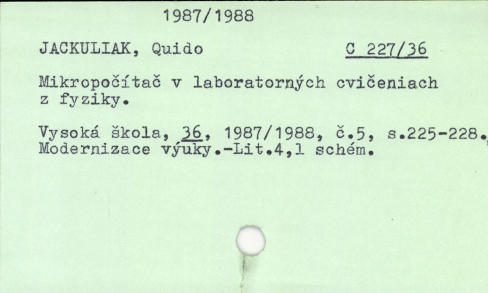 1987/1988
JACKULIAK, Quido C 227/36
Mikropočítač v laboratorných cvičeniach
z fyziky.
Vysoká škola, 36, 1987/1988, č.5, s.225-228.
Modernizace výuky.-Lit.4,1 schém.